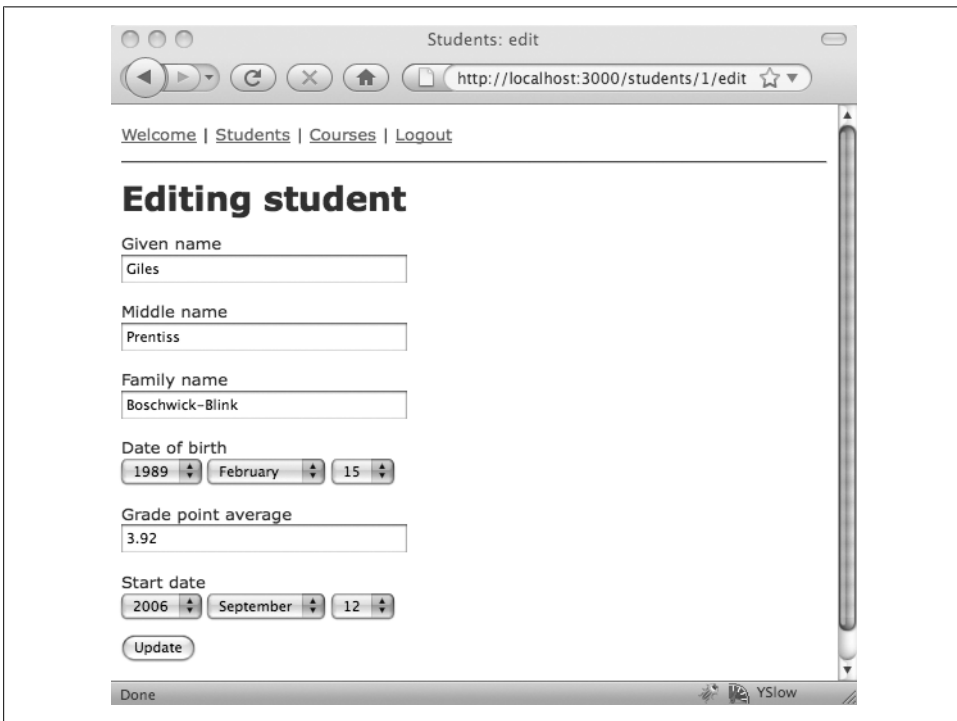 Students: edit
http://localhost:3000/students/1/edit
Welcome | Students | Courses | Logout
Editing student
Given name
Giles
Middle name
Prentiss
Family name
Boschwick-Blink
Date of birth
1989 February 15
Grade point average
3.92
Start date
2006 September 12
Update
Done YSlow